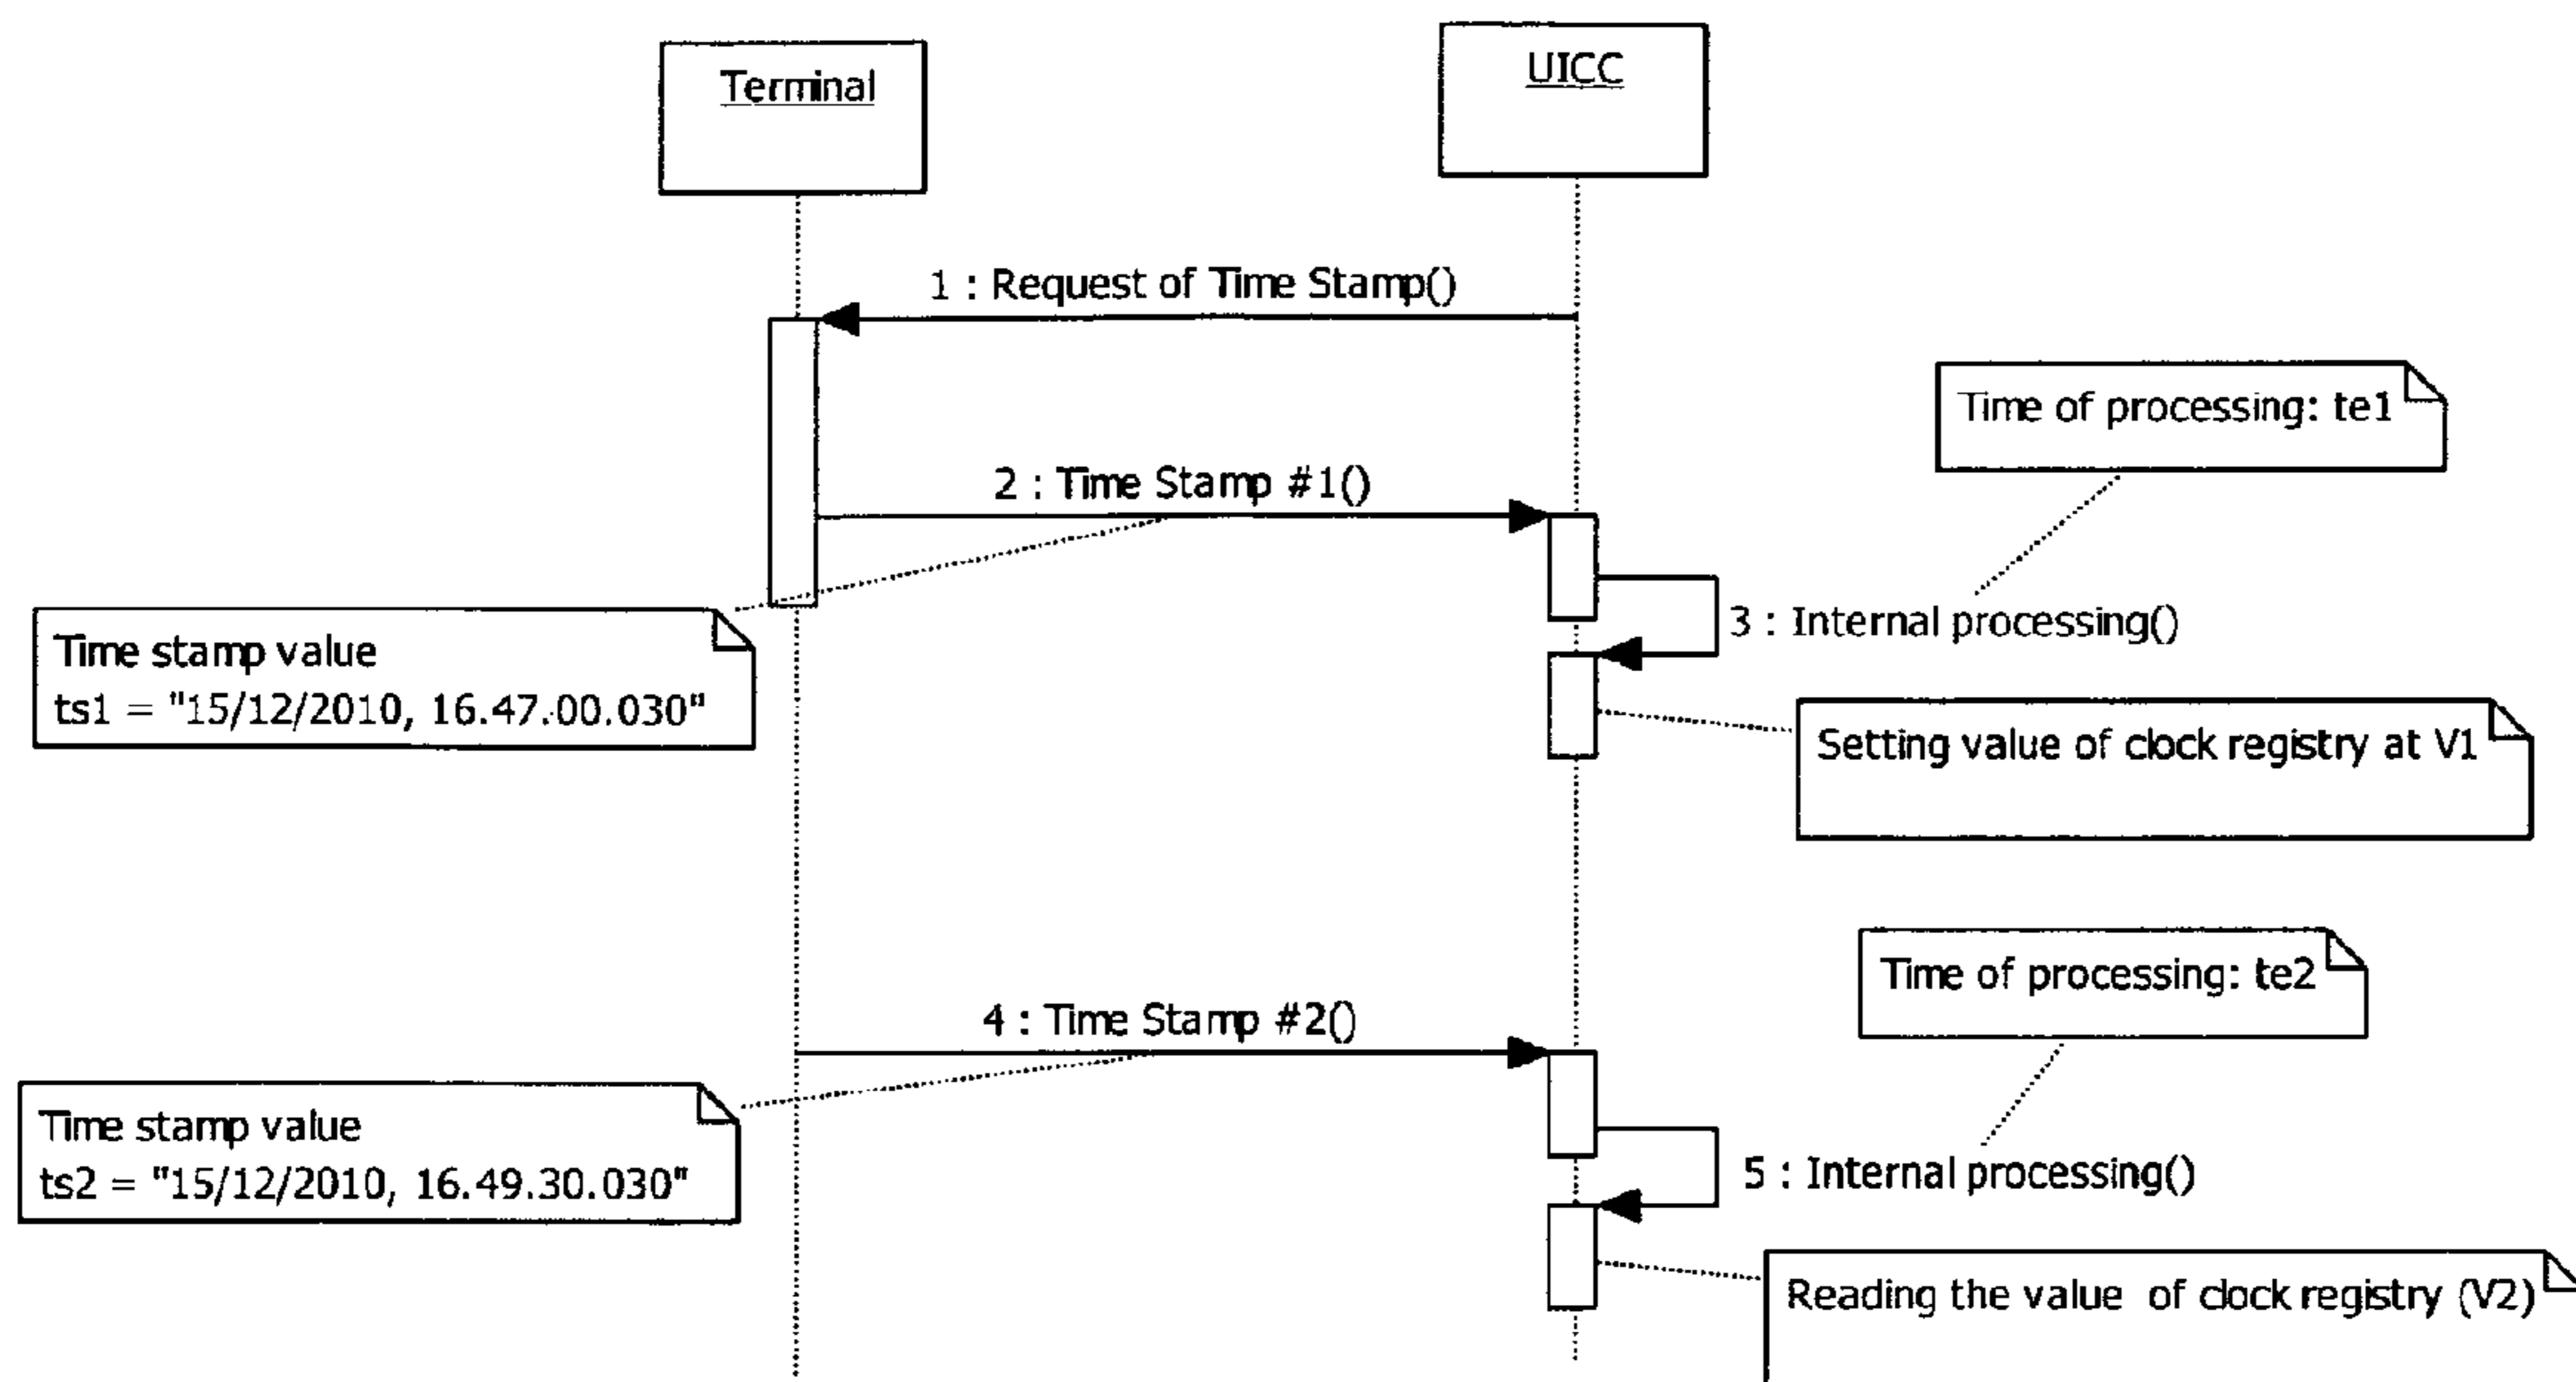 Terminal
UICC
1 : Request of Time Stamp()
Time of processing: te1
2 : Time Stamp #1()
3 : Internal processing()
Time stamp value
ts1 = "15/12/2010, 16.47.00.030"
Setting value of clock registry at V1
Time of processing: te2
4 : Time Stamp #2()
Time stamp value
ts2 = "15/12/2010, 16.49.30.030"
5 : Internal processing()
Reading the value of clock registry (V2)